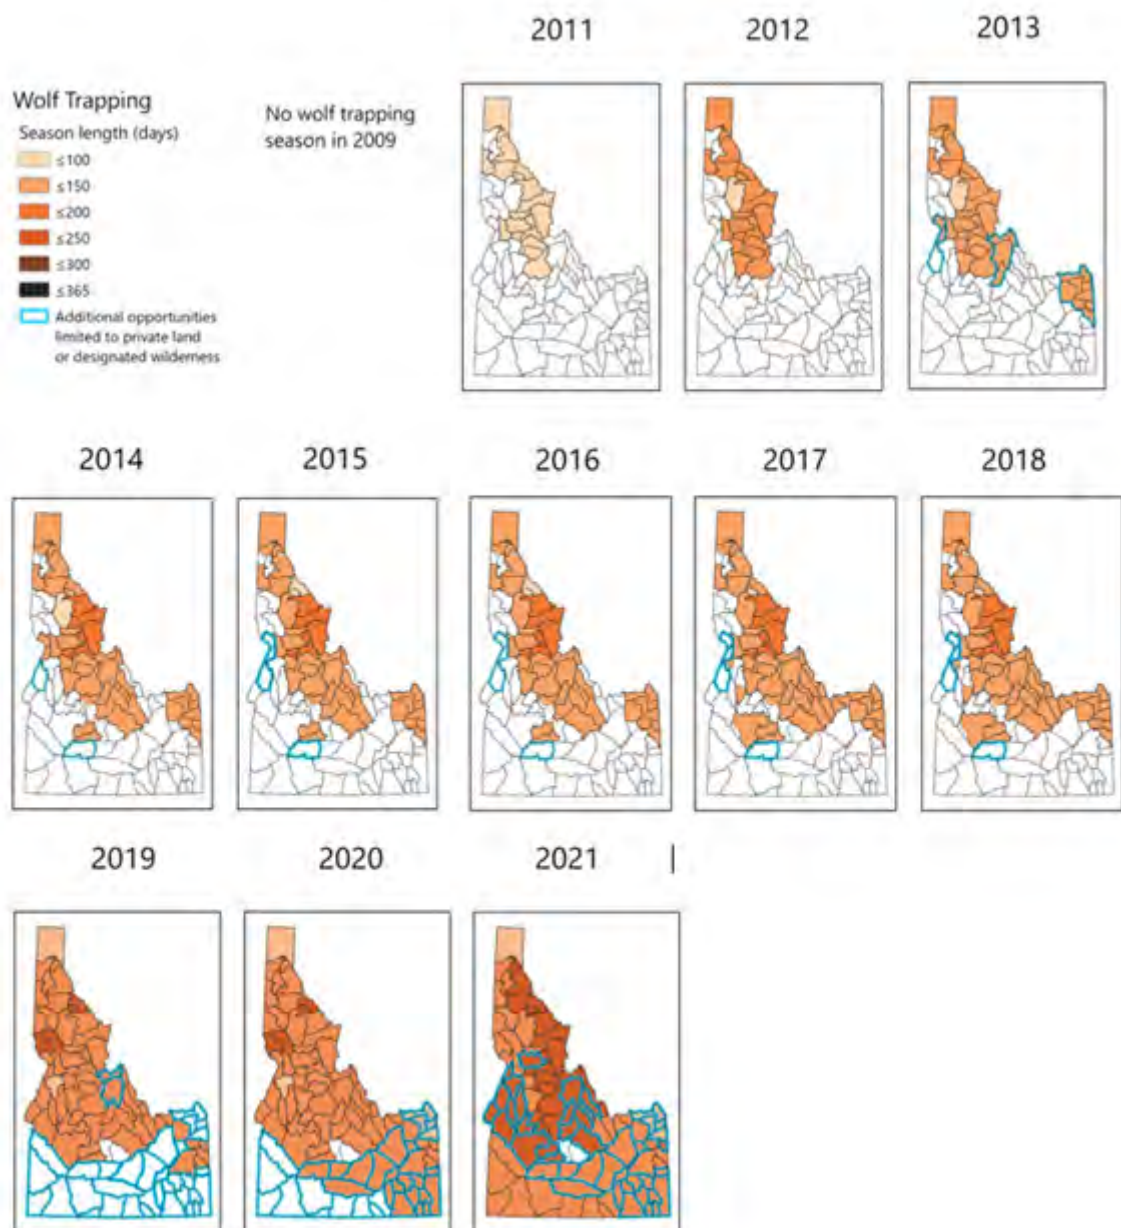 2011
2012
2013
Wolf Trapping
Season length (days)
≤100
≤150
≤200
≤250
≤300
≤365
Additional opportunities
limited to private land
or designated wilderness
No wolf trapping
season in 2009
2014
2015
2016
2017
2018
2019
2020
2021